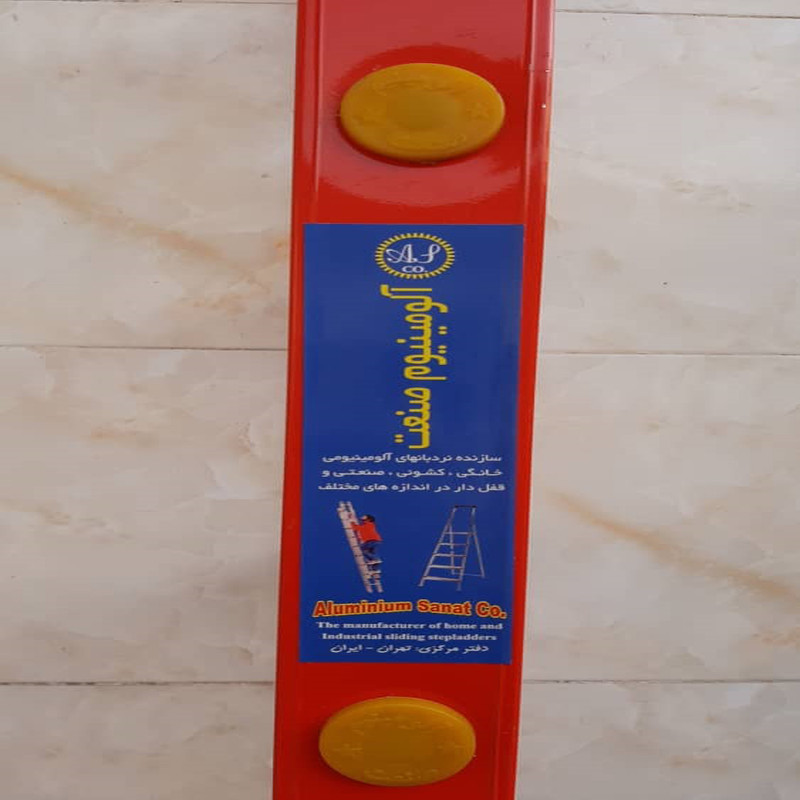 A.S
CO.
آلومینیوم صنعت
سازنده نردبانهای آلومینیومی
خانگی ، کشوئی ، صنعتی و
قفل دار در اندازه های مختلف
Aluminium Sanat Co.
The manufacturer of home and
Industrial sliding stepladders
دفتر مرکزی: تهران - ایران